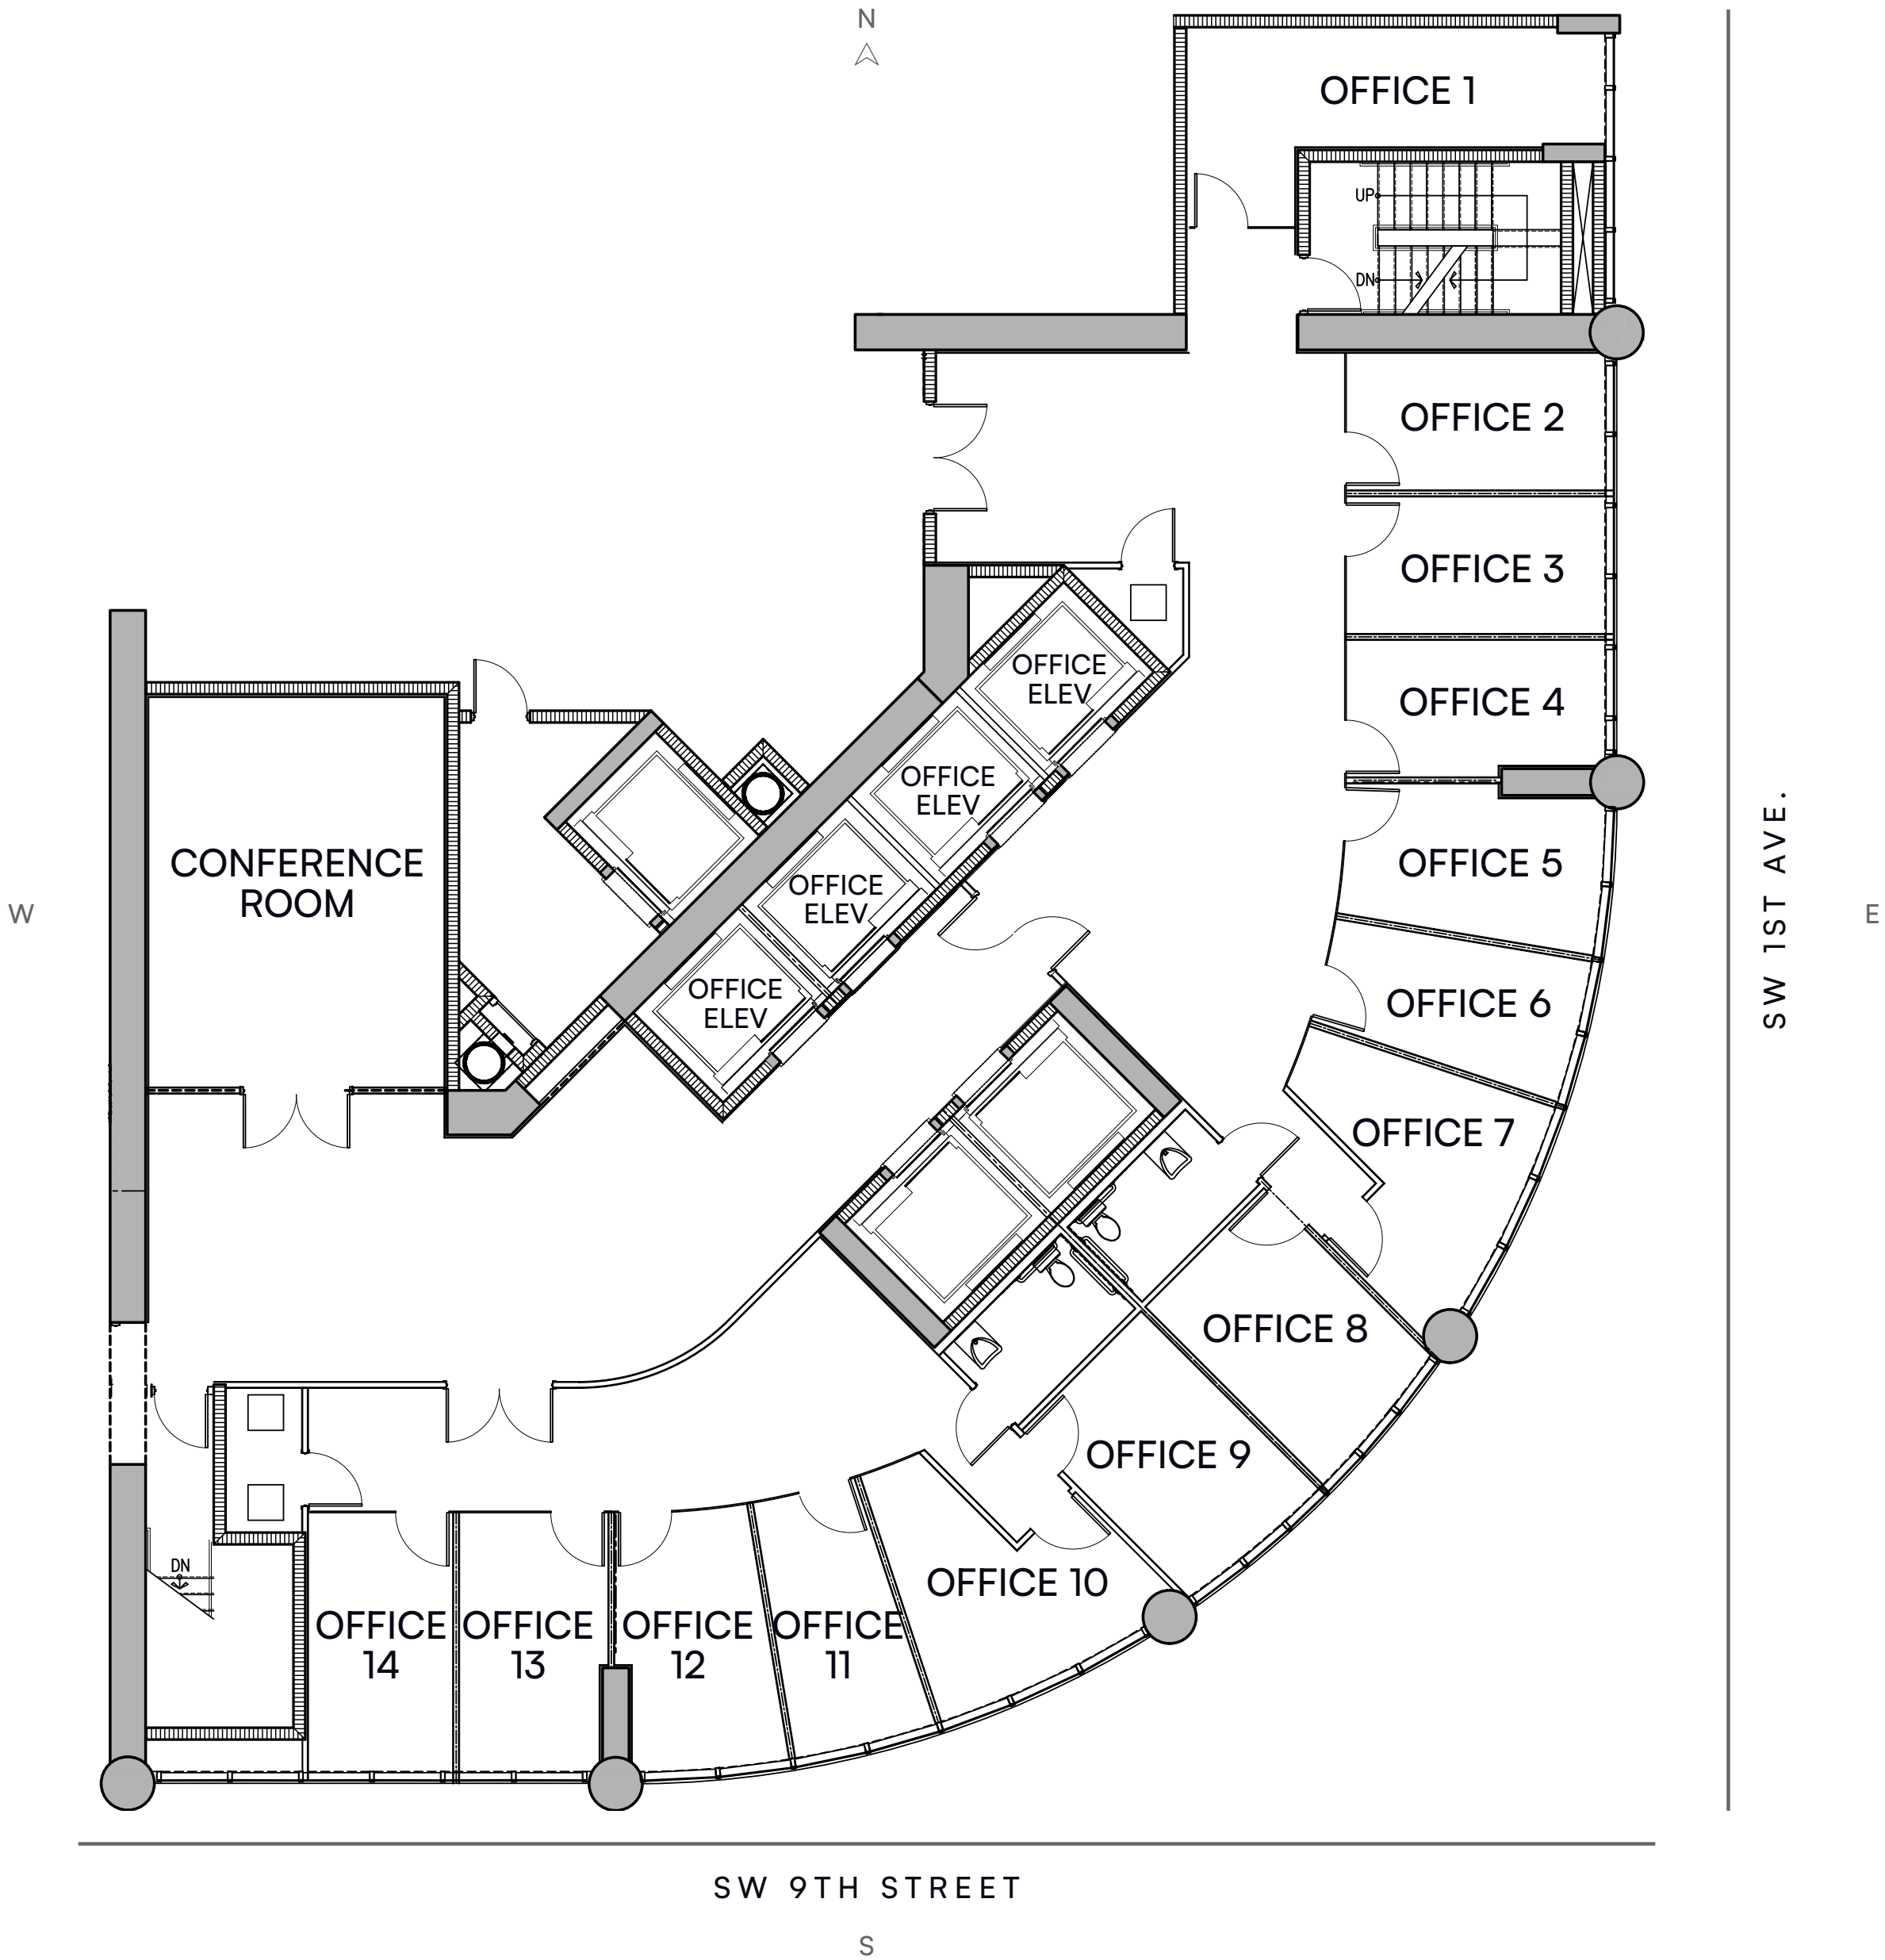 N
OFFICE 1
UP
DN
OFFICE 2
OFFICE 3
OFFICE
ELEV
OFFICE 4
OFFICE
ELEV
CONFERENCE
ROOM
OFFICE 5
OFFICE
ELEV
W
E
SW 1ST AVE.
OFFICE
ELEV
OFFICE 6
OFFICE 7
OFFICE 8
OFFICE 9
DN
OFFICE 10
OFFICE
14
OFFICE
13
OFFICE
12
OFFICE
11
SW 9TH STREET
S